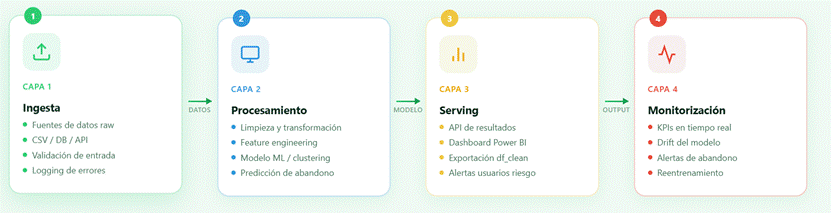 1
CAPA 1
Ingesta
Fuentes de datos raw
CSV / DB / API
Validación de entrada
Logging de errores
DATOS
2
CAPA 2
Procesamiento
Limpieza y transformación
Feature engineering
Modelo ML / clustering
Predicción de abandono
MODELO
3
CAPA 3
Serving
API de resultados
Dashboard Power BI
Exportación df_clean
Alertas usuarios riesgo
OUTPUT
4
CAPA 4
Monitorización
KPIs en tiempo real
Drift del modelo
Alertas de abandono
Reentrenamiento